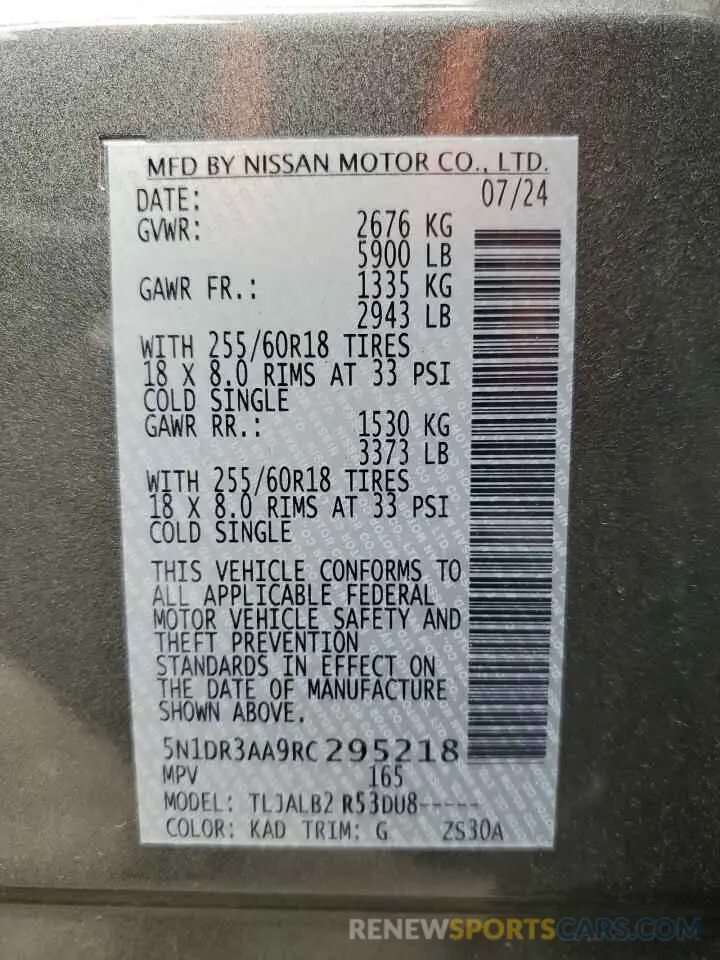 MFD BY NISSAN MOTOR CO., LTD.
DATE: 07/24
GVWR: 2676 KG
5900 LB
GAWR FR.: 1335 KG
2943 LB
WITH 255/60R18 TIRES
18 X 8.0 RIMS AT 33 PSI
COLD SINGLE
GAWR RR.: 1530 KG
3373 LB
WITH 255/60R18 TIRES
18 X 8.0 RIMS AT 33 PSI
COLD SINGLE
THIS VEHICLE CONFORMS TO
ALL APPLICABLE FEDERAL
MOTOR VEHICLE SAFETY AND
THEFT PREVENTION
STANDARDS IN EFFECT ON
THE DATE OF MANUFACTURE
SHOWN ABOVE.
5N1DR3AA9RC295218
MPV 165
MODEL: TLJALB2 R53DU8-----
COLOR: KAD TRIM: G ZS30A
RENEWSPORTSCARS.COM